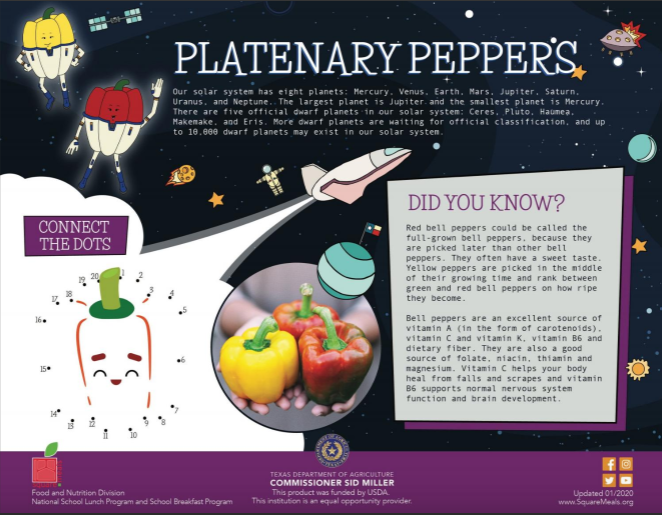 PLATENARY PEPPERS
Our solar system has eight planets: Mercury, Venus, Earth, Mars, Jupiter, Saturn,
Uranus, and Neptune. The largest planet is Jupiter and the smallest planet is Mercury.
There are five official dwarf planets in our solar system: Ceres, Pluto, Haumea,
Makemake, and Eris. More dwarf planets are waiting for official classification, and up
to 10,000 dwarf planets may exist in our solar system.
CONNECT
THE DOTS
1
2
3
4
5
6
7
8
9
10
11
12
13
14
15
16
17
18
19
20
DID YOU KNOW?
Red bell peppers could be called the
full-grown bell peppers, because they
are picked later than other bell
peppers. They often have a sweet taste.
Yellow peppers are picked in the middle
of their growing time and rank between
green and red bell peppers on how ripe
they become.
Bell peppers are an excellent source of
vitamin A (in the form of carotenoids),
vitamin C and vitamin K, vitamin B6 and
dietary fiber. They are also a good
source of folate, niacin, thiamin and
magnesium. Vitamin C helps your body
heal from falls and scrapes and vitamin
B6 supports normal nervous system
function and brain development.
Food and Nutrition Division
National School Lunch Program and School Breakfast Program
TEXAS DEPARTMENT OF AGRICULTURE
COMMISSIONER SID MILLER
This product was funded by USDA.
This institution is an equal opportunity provider.
Updated 01/2020
www.SquareMeals.org